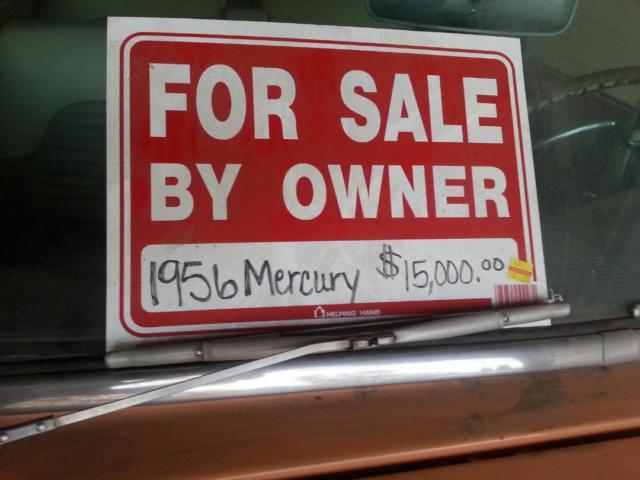 FOR SALE
BY OWNER
1956 Mercury $15,000.00
HELPING HAND